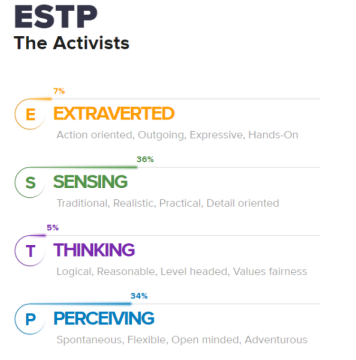 ESTP
The Activists
7%
E EXTRAVERTED
Action oriented, Outgoing, Expressive, Hands-On
36%
S SENSING
Traditional, Realistic, Practical, Detail oriented
5%
T THINKING
Logical, Reasonable, Level headed, Values fairness
34%
P PERCEIVING
Spontaneous, Flexible, Open minded, Adventurous